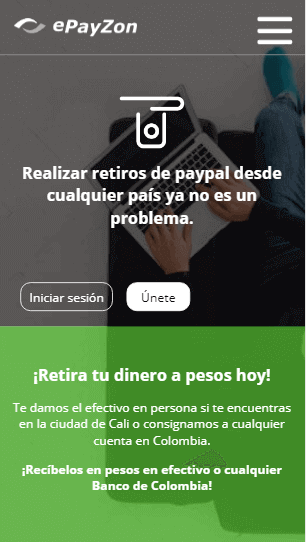 ePayZon
Realizar retiros de paypal desde
cualquier país ya no es un
problema.
Iniciar sesión
Únete
¡Retira tu dinero a pesos hoy!
Te damos el efectivo en persona si te encuentras
en la ciudad de Cali o consignamos a cualquier
cuenta en Colombia.
¡Recíbelos en pesos en efectivo o cualquier
Banco de Colombia!